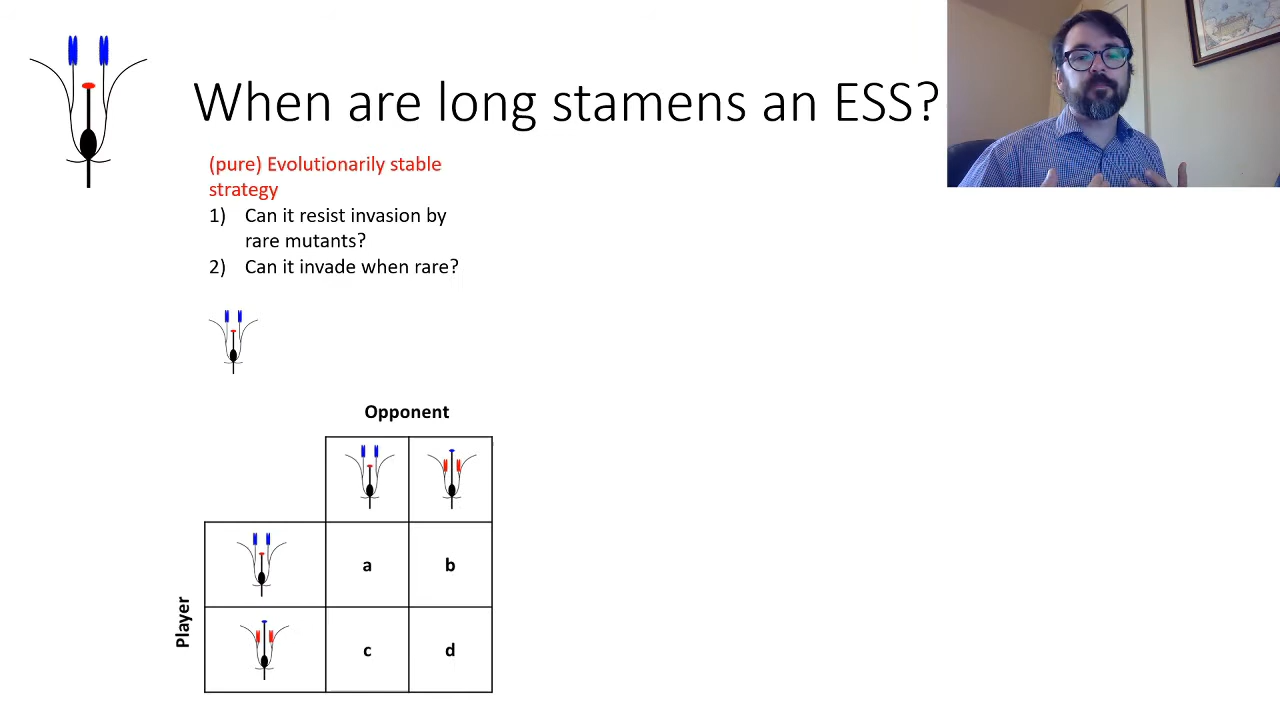 When are long stamens an ESS?
(pure) Evolutionarily stable
strategy
1) Can it resist invasion by
rare mutants?
2) Can it invade when rare?
Opponent
a b
Player
c d